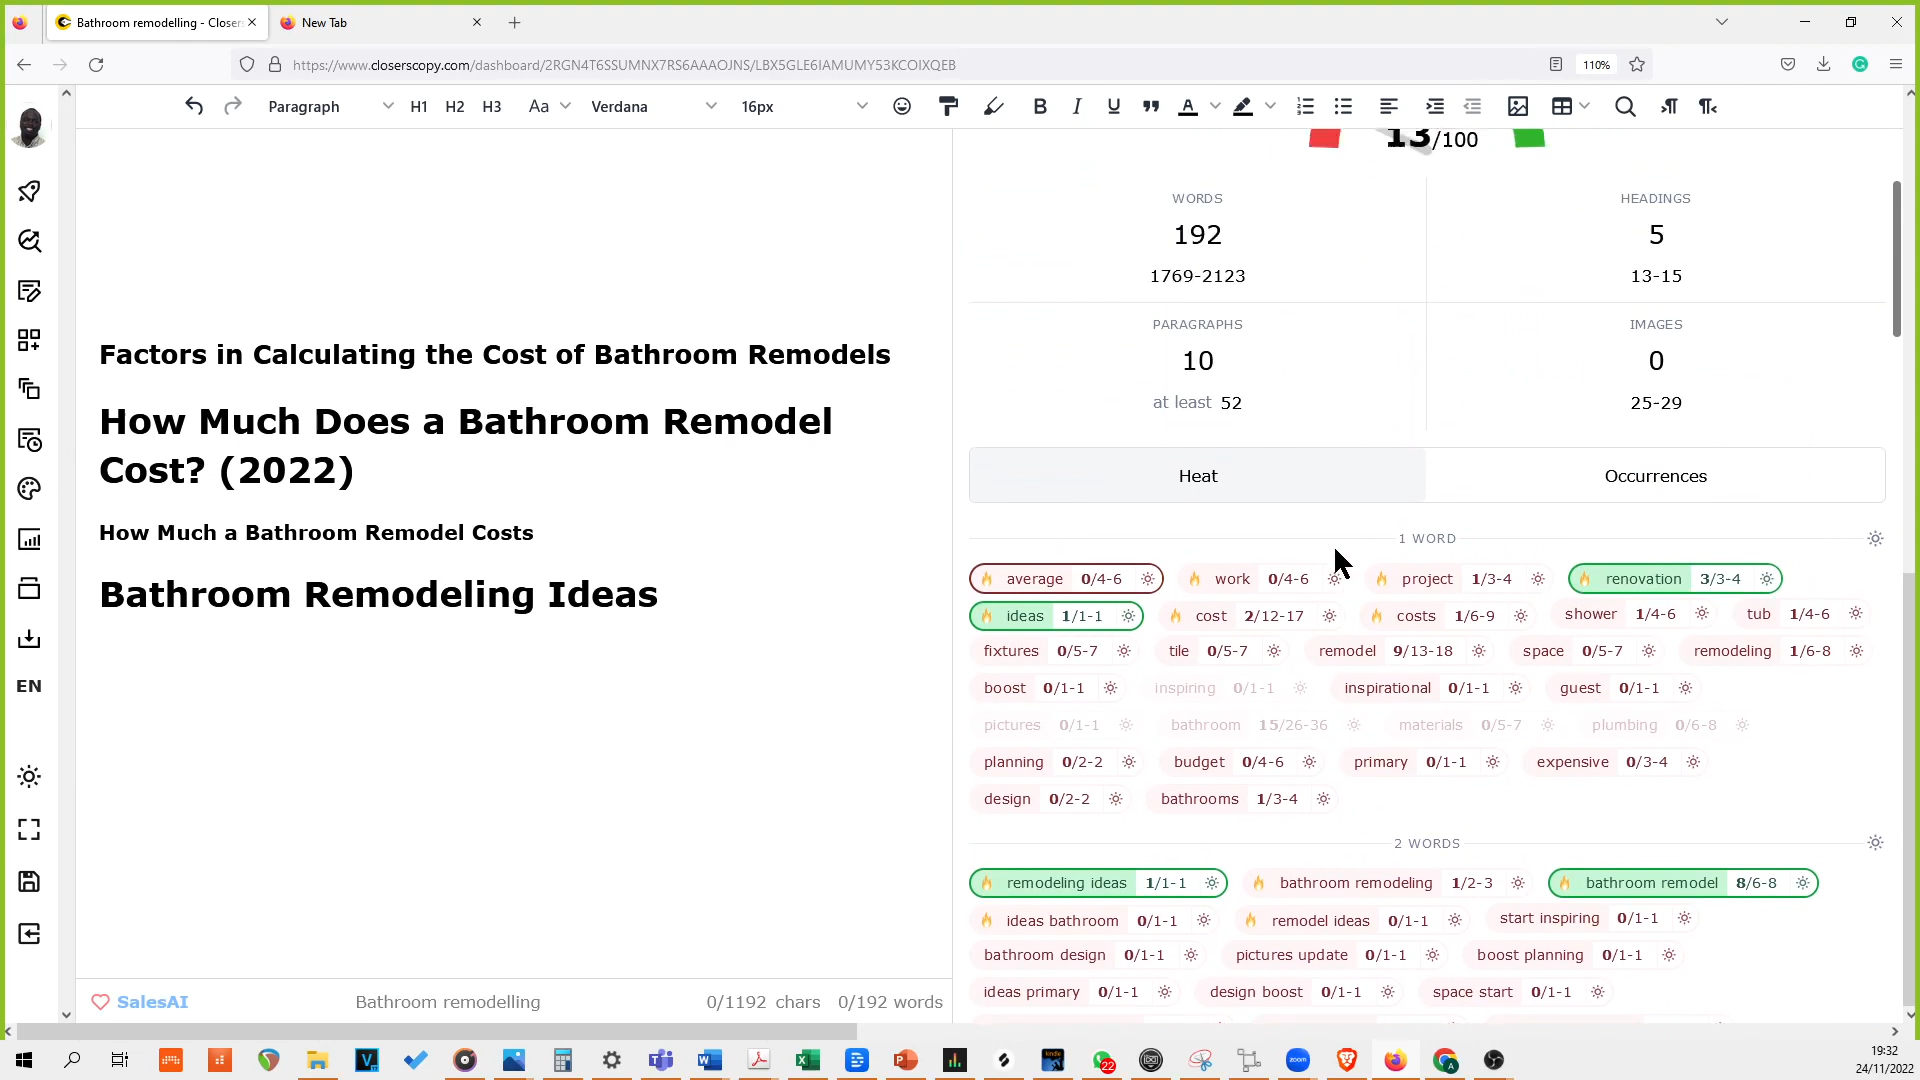 Bathroom remodelling - Closers
New Tab
https://www.closerscopy.com/dashboard/2RGN4T6SSUMNX7RS6AAAOJNS/LBX5GLE6IAMUMY53KCOIXQEB
110%
Paragraph H1 H2 H3 Aa Verdana 16px
13/100
WORDS
192
1769-2123
HEADINGS
5
13-15
PARAGRAPHS
10
at least 52
IMAGES
0
25-29
Heat
Occurrences
Factors in Calculating the Cost of Bathroom Remodels
How Much Does a Bathroom Remodel
Cost? (2022)
How Much a Bathroom Remodel Costs
Bathroom Remodeling Ideas
1 WORD
average 0/4-6 work 0/4-6 project 1/3-4 renovation 3/3-4
ideas 1/1-1 cost 2/12-17 costs 1/6-9 shower 1/4-6 tub 1/4-6
fixtures 0/5-7 tile 0/5-7 remodel 9/13-18 space 0/5-7 remodeling 1/6-8
boost 0/1-1 inspiring 0/1-1 inspirational 0/1-1 guest 0/1-1
pictures 0/1-1 bathroom 15/26-36 materials 0/5-7 plumbing 0/6-8
planning 0/2-2 budget 0/4-6 primary 0/1-1 expensive 0/3-4
design 0/2-2 bathrooms 1/3-4
2 WORDS
remodeling ideas 1/1-1 bathroom remodeling 1/2-3 bathroom remodel 8/6-8
ideas bathroom 0/1-1 remodel ideas 0/1-1 start inspiring 0/1-1
bathroom design 0/1-1 pictures update 0/1-1 boost planning 0/1-1
ideas primary 0/1-1 design boost 0/1-1 space start 0/1-1
EN
SalesAI Bathroom remodelling 0/1192 chars 0/192 words
22
19:32
24/11/2022